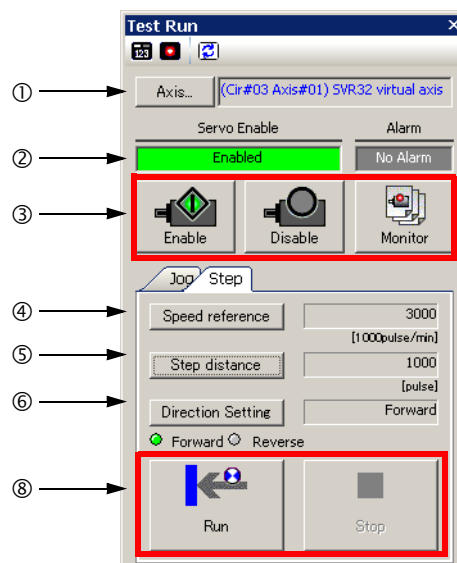 Test Run
123
① Axis... (Cir#03 Axis#01) SVR32 virtual axis
Servo Enable Alarm
② Enabled No Alarm
③ Enable Disable Monitor
Jog Step
④ Speed reference 3000
[1000pulse/min]
⑤ Step distance 1000
[pulse]
⑥ Direction Setting Forward
Forward Reverse
⑧ Run Stop